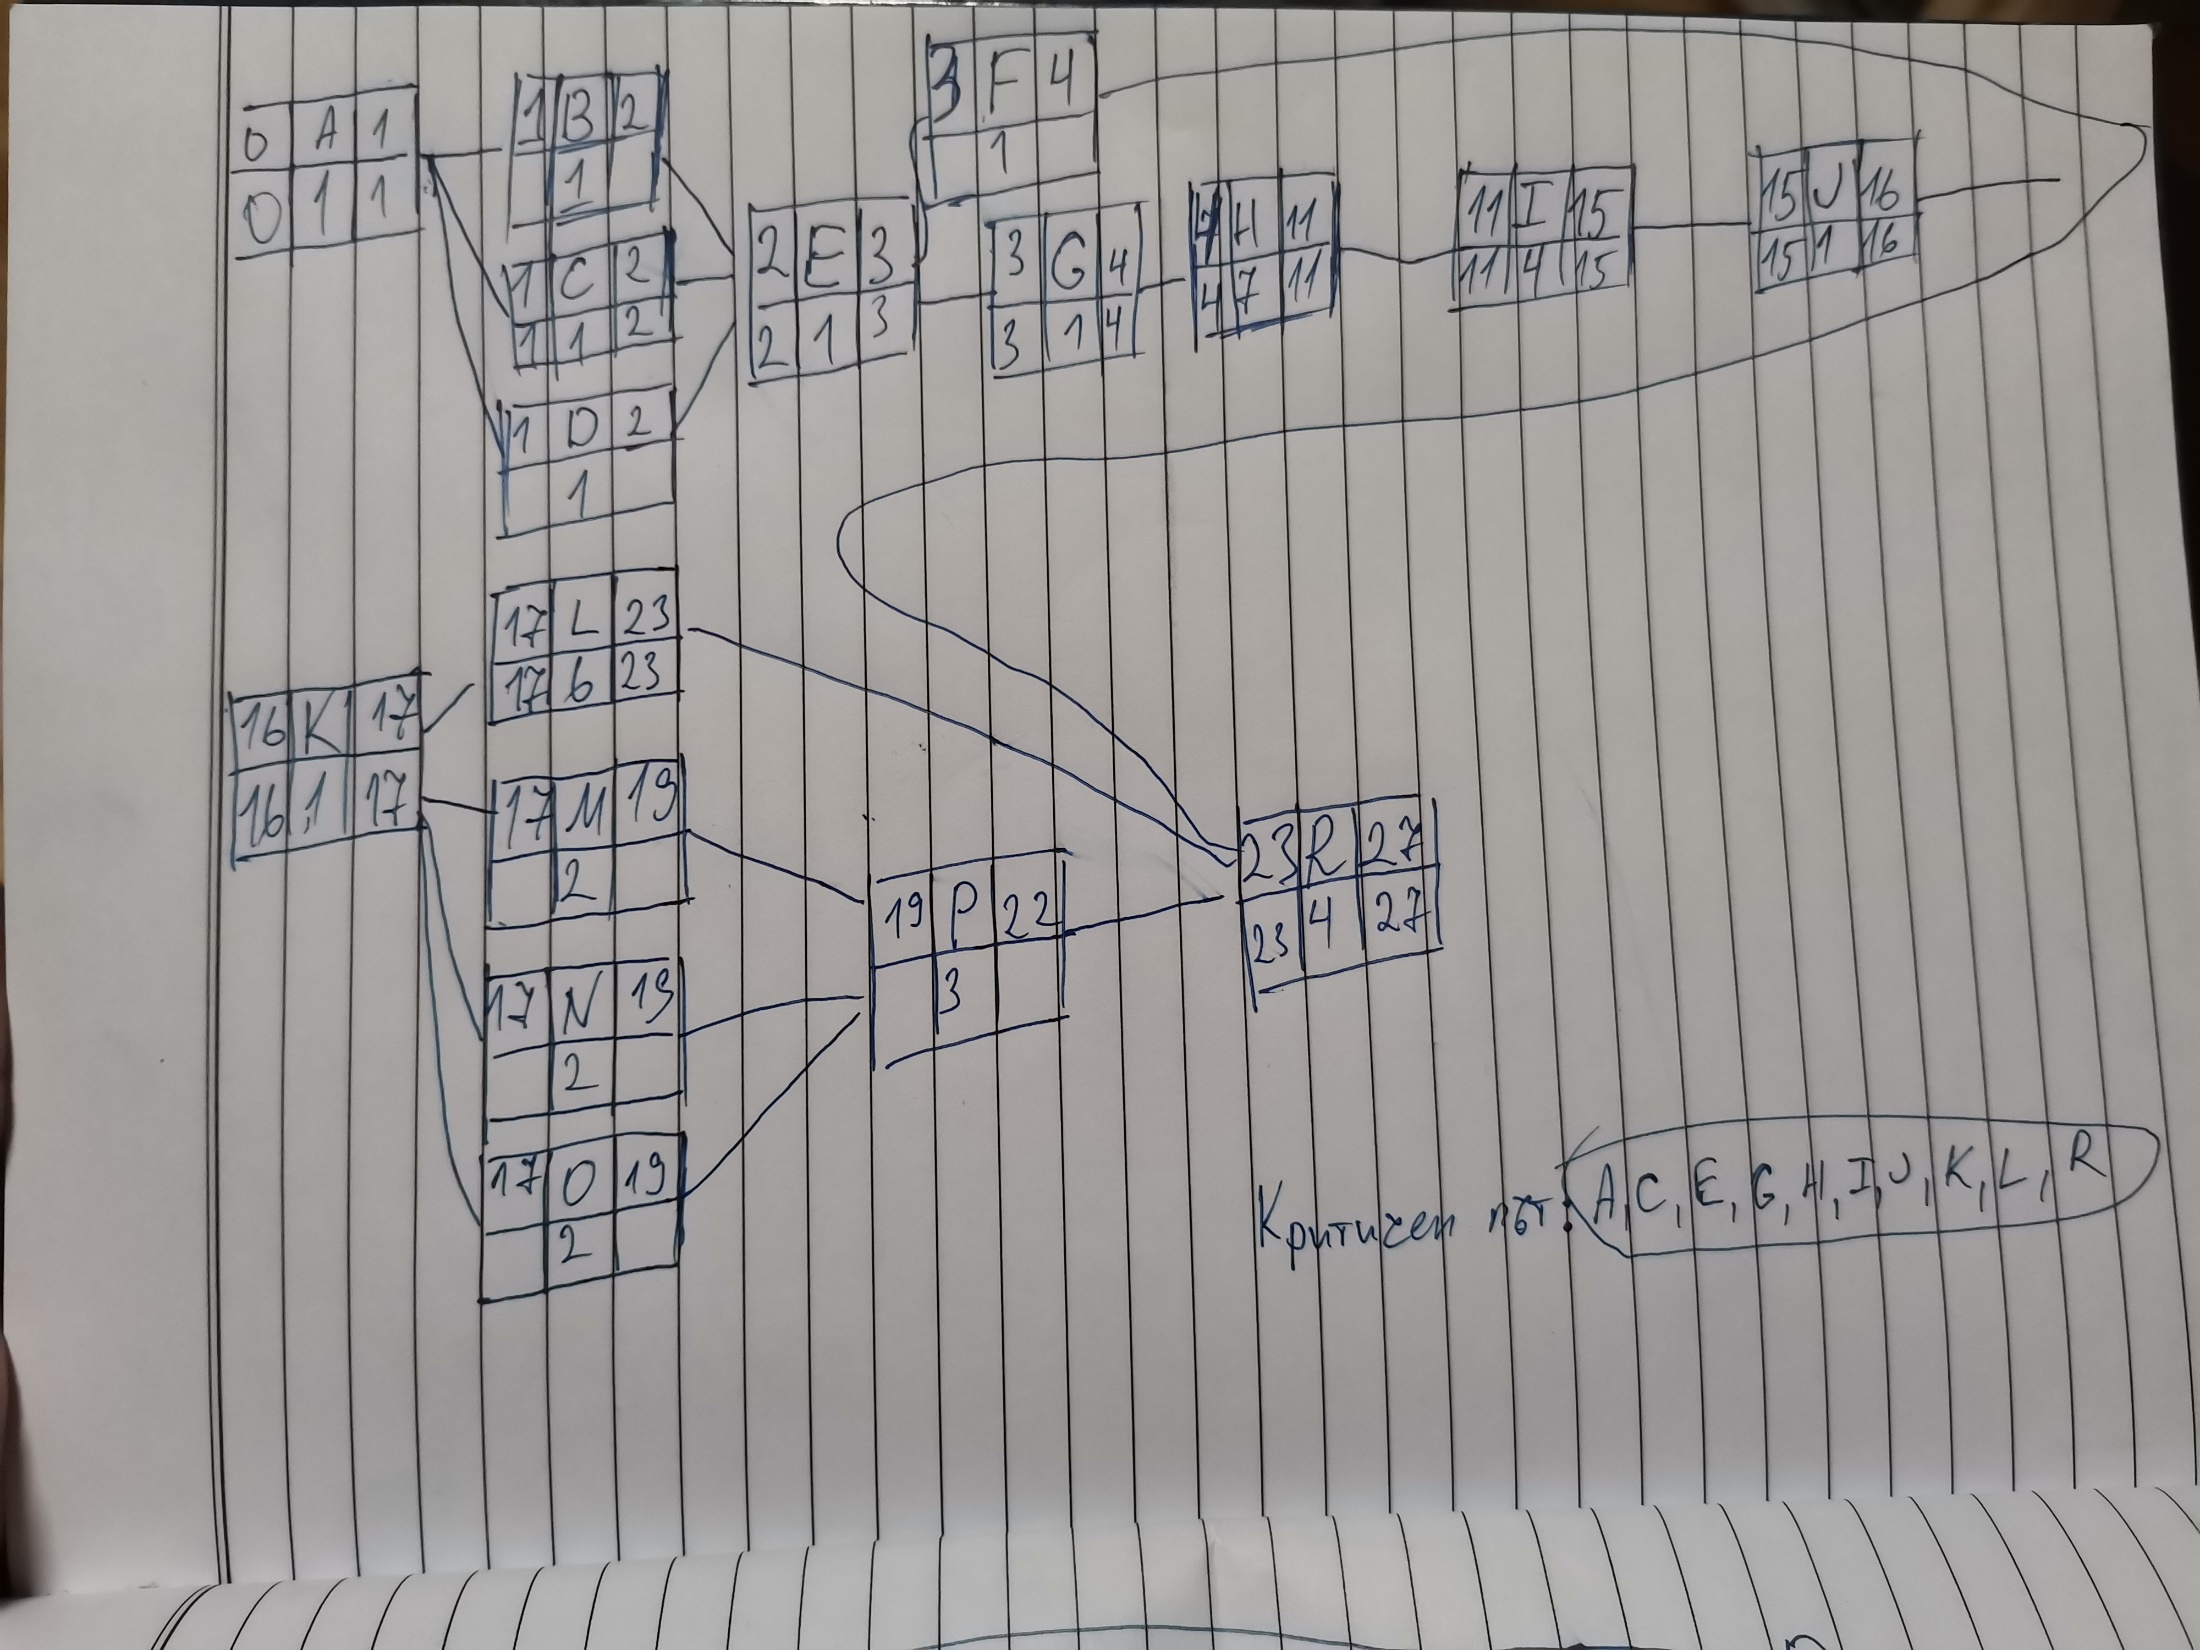 0 A 1
0 1 1
1 B 2
1
1 C 2
1 1 2
1 D 2
1
2 E 3
2 1 3
3 F 4
1
3 G 4
3 1 4
4 H 11
4 7 11
11 I 15
11 4 15
15 J 16
15 1 16
16 K 17
16 1 17
17 L 23
17 6 23
17 M 19
2
17 N 19
2
17 O 19
2
19 P 22
3
23 R 27
23 4 27
Критичен път: A, C, E, G, H, I, J, K, L, R